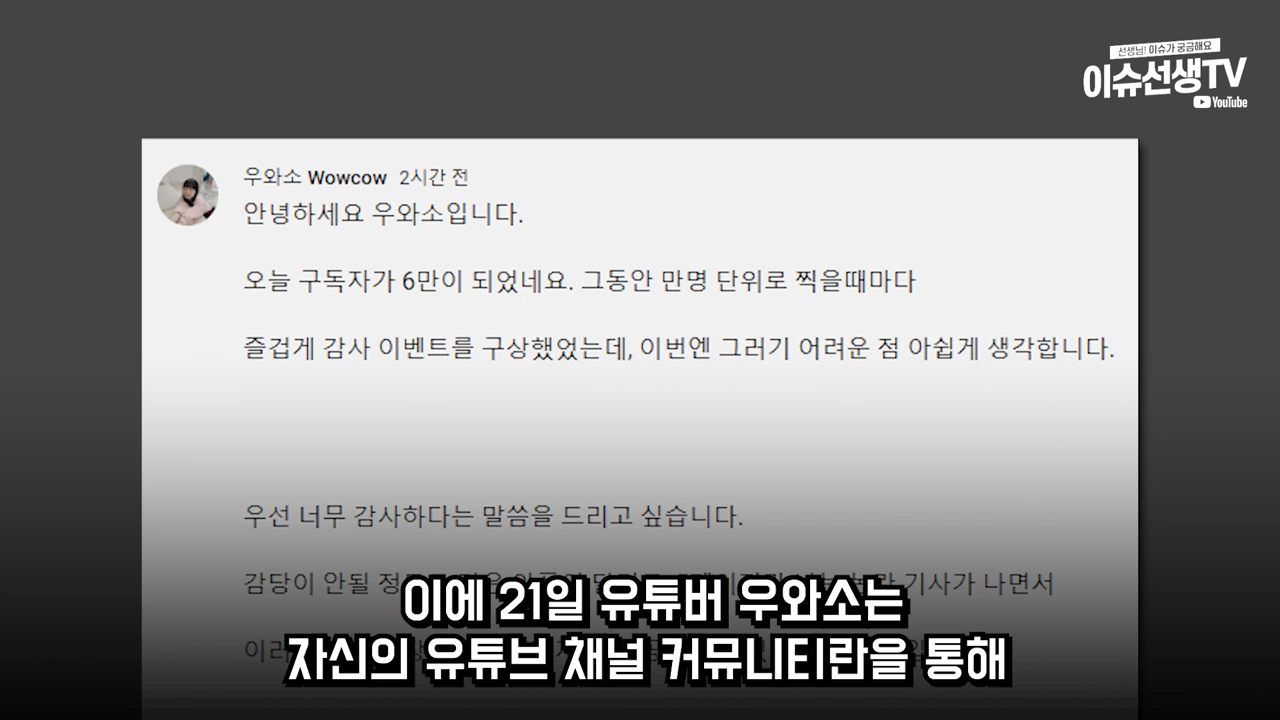 선생님! 이슈가 궁금해요
이슈선생TV
YouTube
우와소 Wowcow 2시간 전
안녕하세요 우와소입니다.
오늘 구독자가 6만이 되었네요. 그동안 만명 단위로 찍을때마다
즐겁게 감사 이벤트를 구상했었는데, 이번엔 그러기 어려운 점 아쉽게 생각합니다.
우선 너무 감사하다는 말씀을 드리고 싶습니다.
감당이 안될 기사가 나면서
이에 21일 유튜버 우와소는
자신의 유튜브 채널 커뮤니티란을 통해